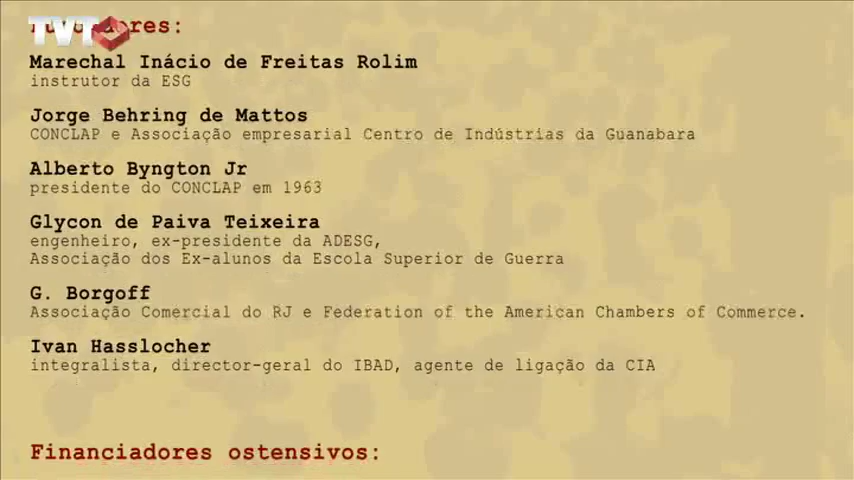 TVT
Marechal Inácio de Freitas Rolim
instrutor da ESG
Jorge Behring de Mattos
CONCLAP e Associação empresarial Centro de Indústrias da Guanabara
Alberto Byngton Jr
presidente do CONCLAP em 1963
Glycon de Paiva Teixeira
engenheiro, ex-presidente da ADESG,
Associação dos Ex-alunos da Escola Superior de Guerra
G. Borgoff
Associação Comercial do RJ e Federation of the American Chambers of Commerce.
Ivan Hasslocher
integralista, director-geral do IBAD, agente de ligação da CIA
Financiadores ostensivos: